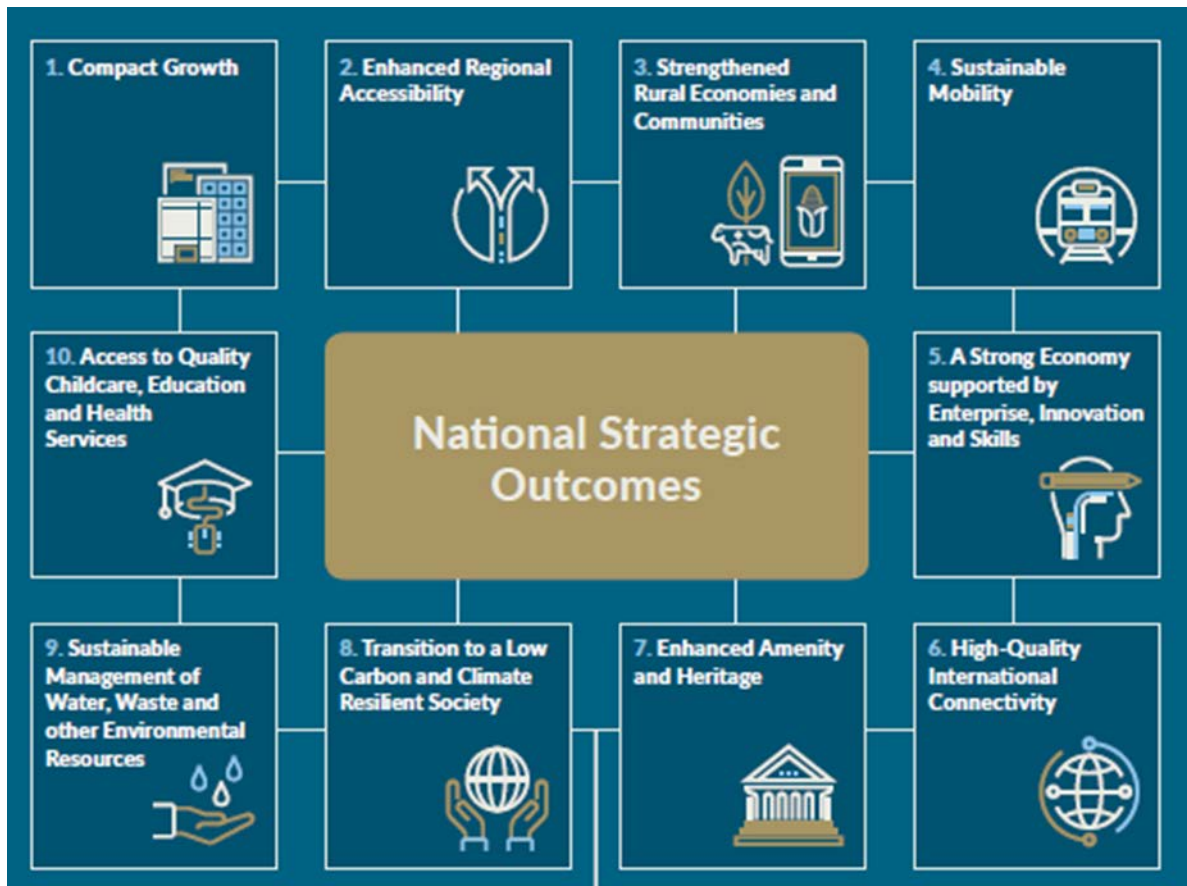 1. Compact Growth
2. Enhanced Regional
Accessibility
3. Strengthened
Rural Economies and
Communities
4. Sustainable
Mobility
10. Access to Quality
Childcare, Education
and Health
Services
National Strategic
Outcomes
5. A Strong Economy
supported by
Enterprise, Innovation
and Skills
9. Sustainable
Management of
Water, Waste and
other Environmental
Resources
8. Transition to a Low
Carbon and Climate
Resilient Society
7. Enhanced Amenity
and Heritage
6. High-Quality
International
Connectivity